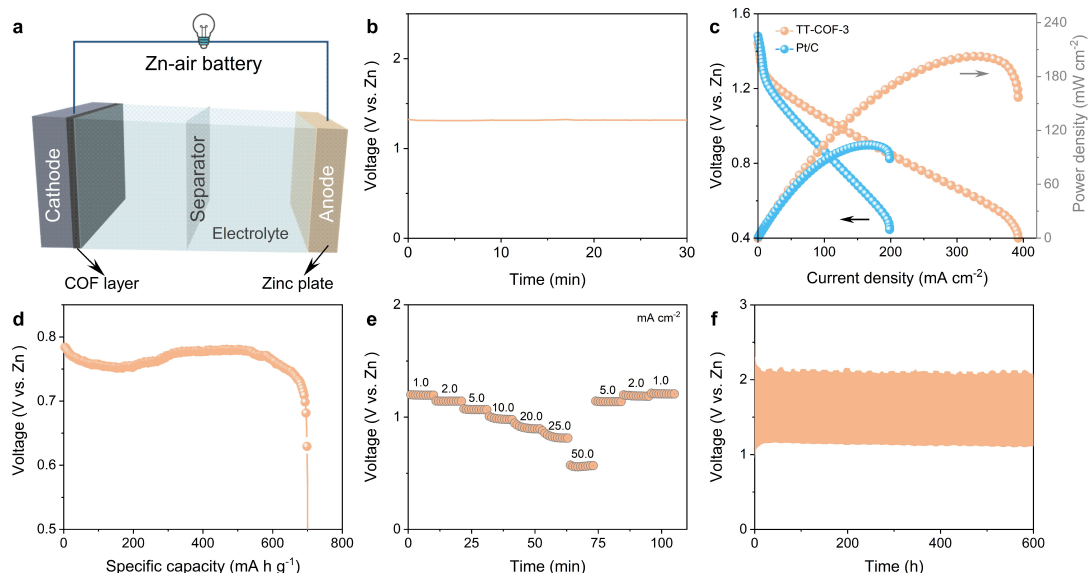 a
Zn-air battery
Cathode
Separator
Anode
Electrolyte
COF layer
Zinc plate
b
Voltage (V vs. Zn)
2
1
0
0 10 20 30
Time (min)
c
Voltage (V vs. Zn)
1.6
1.2
0.8
0.4
TT-COF-3
Pt/C
240
180
120
60
0
Power density (mW cm-2)
0 100 200 300 400
Current density (mA cm-2)
d
Voltage (V vs. Zn )
0.8
0.7
0.6
0.5
0 200 400 600 800
Specific capacity (mA h g-1)
e
Voltage (V vs. Zn )
2
1
0
mA cm-2
1.0
2.0
5.0
10.0
20.0
25.0
50.0
5.0
2.0
1.0
0 25 50 75 100
Time (min)
f
Voltage (V vs. Zn )
3
2
1
0
0 200 400 600
Time (h)